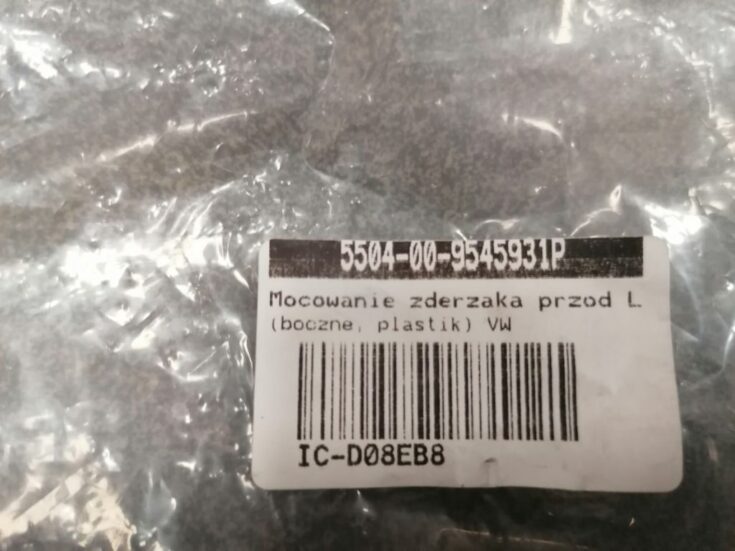 5504-00-9545931P
Mocowanie zderzaka przod L
(boczne, plastik) VW
IC-D08EB8